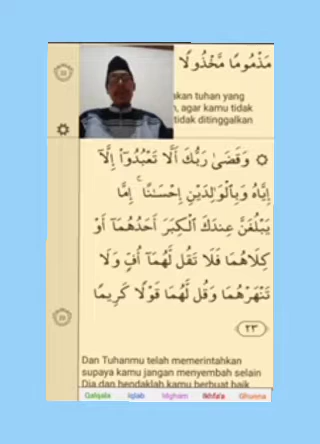 مَذْمُومًا مَّخْذُولًا
akan tuhan yang
, agar kamu tidak
tidak ditinggalkan
۞ وَقَضَىٰ رَبُّكَ أَلَّا تَعْبُدُوٓا۟ إِلَّآ
إِيَّاهُ وَبِٱلْوَٰلِدَيْنِ إِحْسَـٰنًا ۚ إِمَّا
يَبْلُغَنَّ عِندَكَ ٱلْكِبَرَ أَحَدُهُمَآ أَوْ
كِلَاهُمَا فَلَا تَقُل لَّهُمَآ أُفٍّ وَلَا
تَنْهَرْهُمَا وَقُل لَّهُمَا قَوْلًا كَرِيمًا
٢٣
Dan Tuhanmu telah memerintahkan
supaya kamu jangan menyembah selain
Dia dan hendaklah kamu berbuat baik
Qalqala Iqlab Idgham Ikhfa'a Ghunna